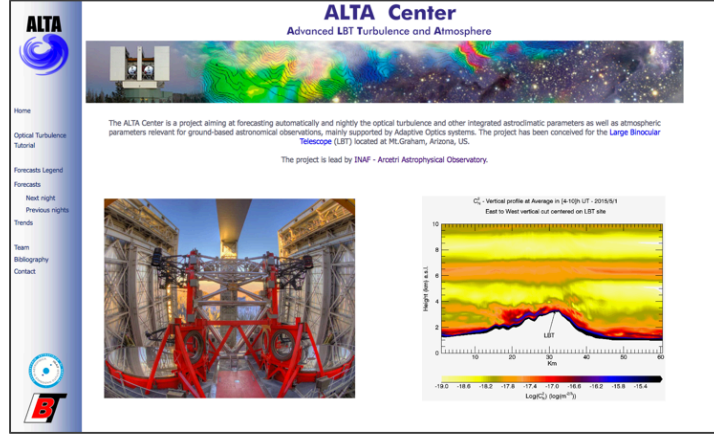 ALTA
ALTA Center
Advanced LBT Turbulence and Atmosphere
Home
Optical Turbulence
Tutorial
Forecasts Legend
Forecasts
Next night
Previous nights
Trends
Team
Bibliography
Contact
The ALTA Center is a project aiming at forecasting automatically and nightly the optical turbulence and other integrated astroclimatic parameters as well as atmospheric
parameters relevant for ground-based astronomical observations, mainly supported by Adaptive Optics systems. The project has been conceived for the Large Binocular
Telescope (LBT) located at Mt.Graham, Arizona, US.
The project is lead by INAF - Arcetri Astrophysical Observatory.
East to West vertical cut centered on LBT site
Height (km) a.s.l.
10
8
6
4
2
0
LBT
10 20 30 40 50 60
Km
-19.0 -18.6 -18.2 -17.8 -17.4 -17.0 -16.6 -16.2 -15.8 -15.4
LBT